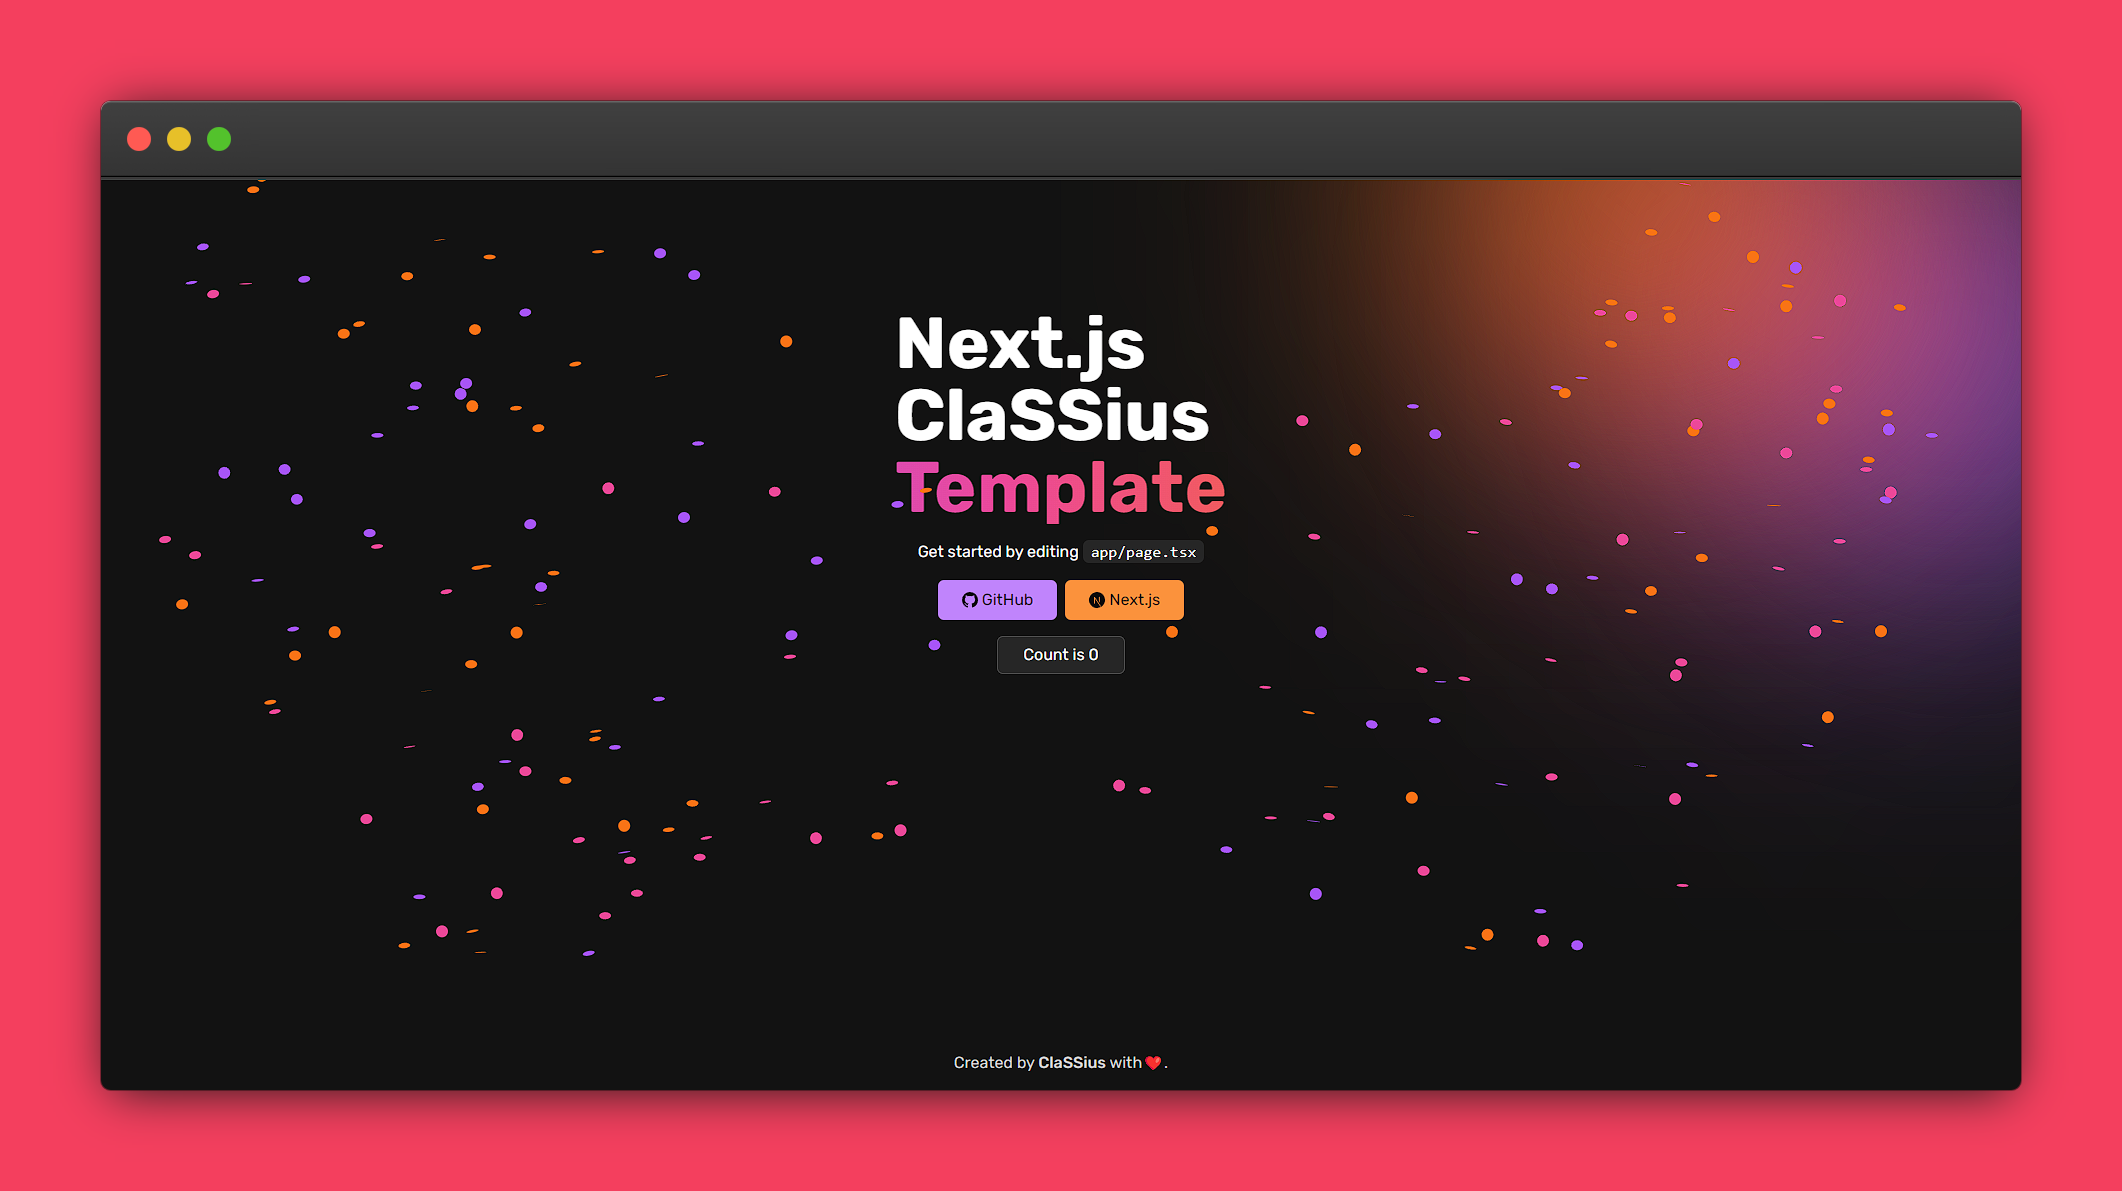 Next.js
ClaSSius
Template
Get started by editing app/page.tsx
GitHub Next.js
Count is 0
Created by ClaSSius with ❤️.